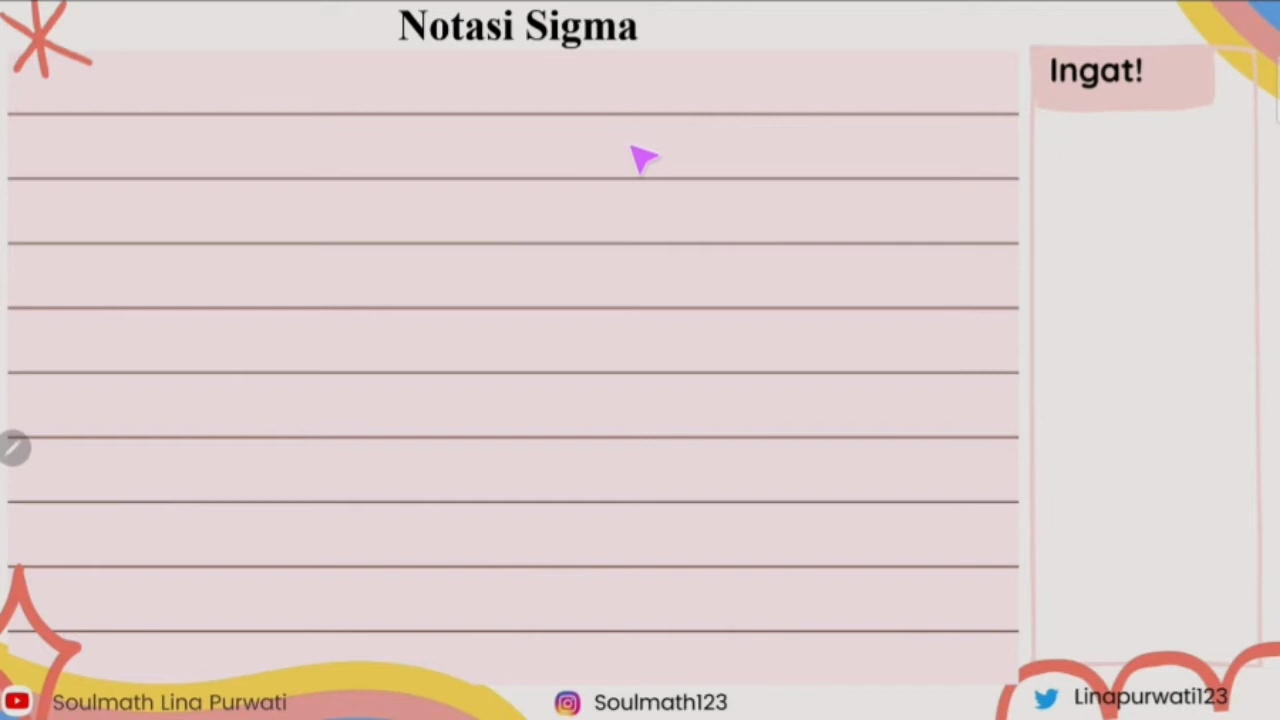 Notasi Sigma
Ingat!
Soulmath Lina Purwati
Soulmath123
Linapurwati123